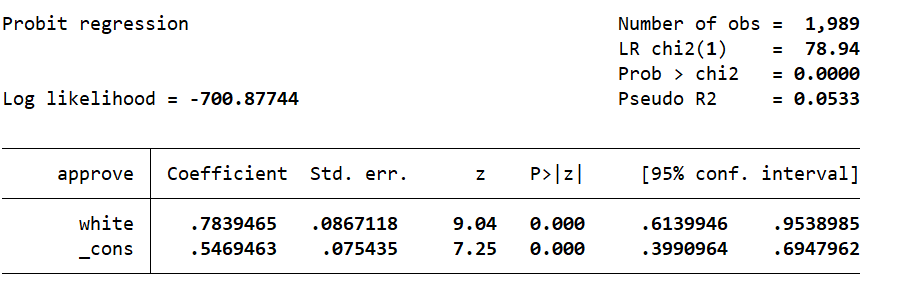 Probit regression Number of obs = 1,989
LR chi2(1) = 78.94
Prob > chi2 = 0.0000
Log likelihood = -700.87744 Pseudo R2 = 0.0533
approve Coefficient Std. err. z P>|z| [95% conf. interval]
white .7839465 .0867118 9.04 0.000 .6139946 .9538985
_cons .5469463 .075435 7.25 0.000 .3990964 .6947962